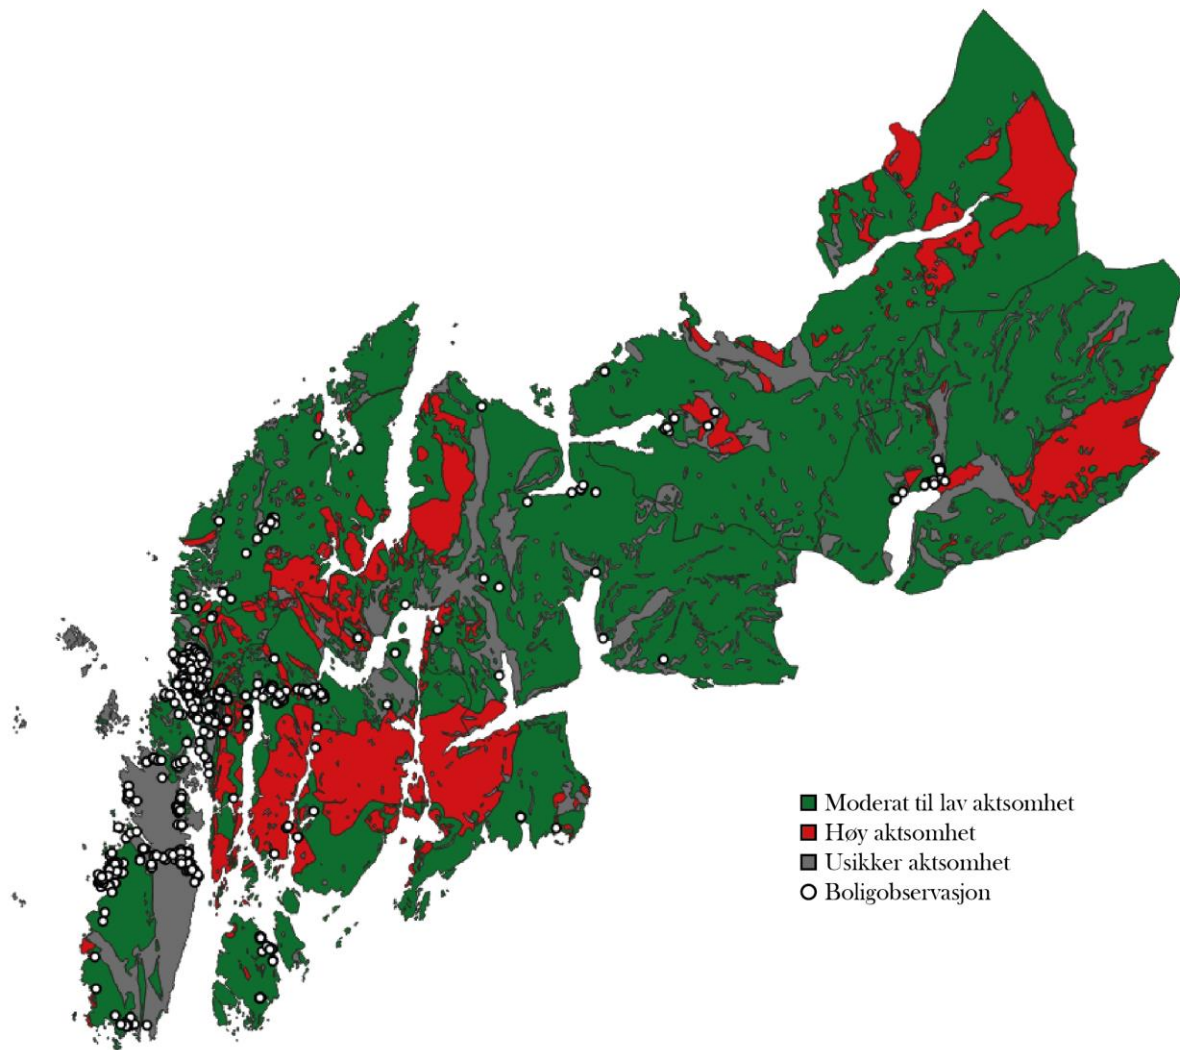 Moderat til lav aktsomhet
Høy aktsomhet
Usikker aktsomhet
Boligobservasjon